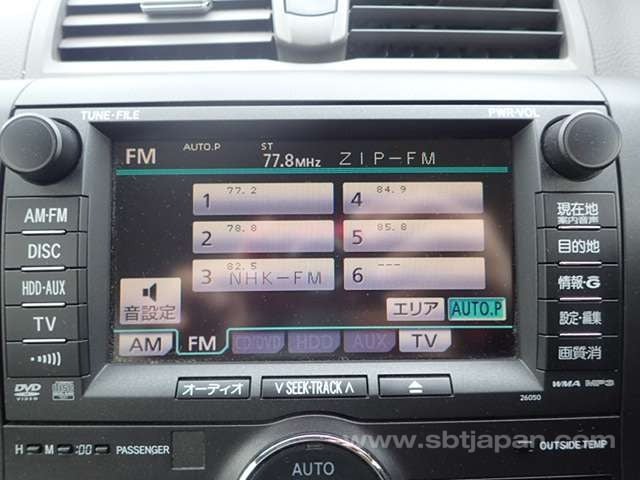 TUNE•FILE
PWR•VOL
FM AUTO.P ST 77.8MHz ZIP-FM
1 77.2
4 84.9
2 78.8
5 85.8
3 82.5 NHK-FM
6 ---
音設定
エリア AUTO.P
AM FM CD/DVD HDD AUX TV
AM•FM
DISC
HDD•AUX
TV
現在地
案内音声
目的地
情報•G
設定•編集
画質消
DVD VIDEO
オーディオ
∨ SEEK•TRACK ∧
WMA MP3
26050
H M :00 PASSENGER
AUTO
OUTSIDE TEMP
www.sbtjapan.com